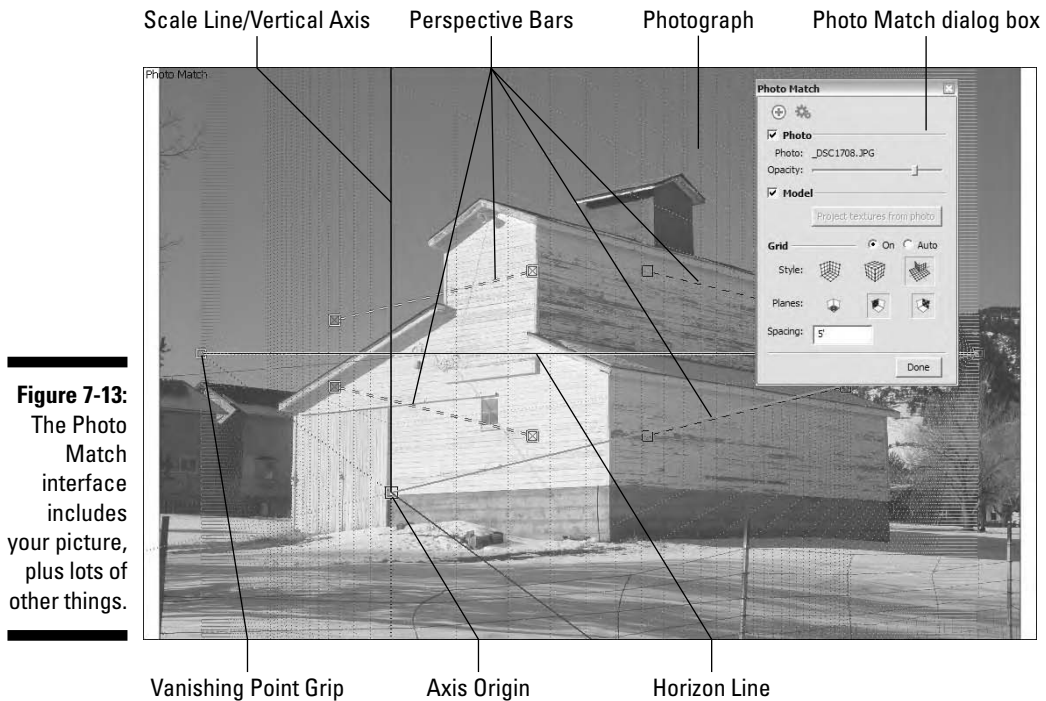 Scale Line/Vertical Axis
Perspective Bars
Photograph
Photo Match dialog box
Photo Match
Photo Match
Photo
Photo: _DSC1708.JPG
Opacity:
Model
Project textures from photo
Grid
On
Auto
Style:
Planes:
Spacing: 5'
Done
Figure 7-13:
The Photo
Match
interface
includes
your picture,
plus lots of
other things.
Vanishing Point Grip
Axis Origin
Horizon Line